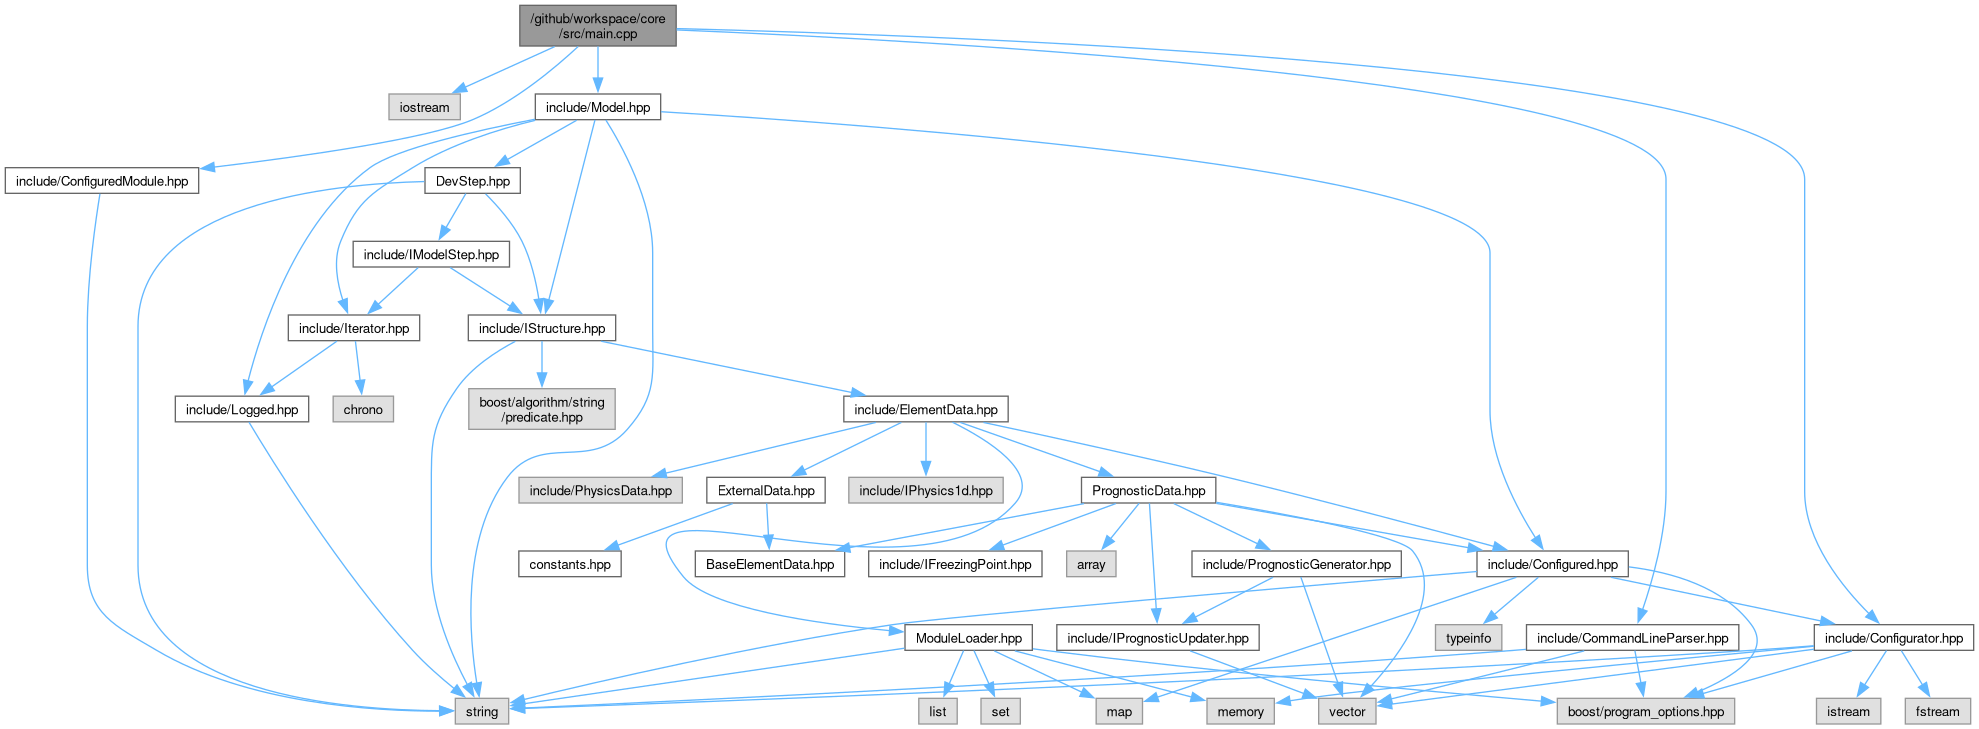 /github/workspace/core
/src/main.cpp
iostream
include/Model.hpp
include/ConfiguredModule.hpp
DevStep.hpp
include/IModelStep.hpp
include/Iterator.hpp
include/IStructure.hpp
include/Logged.hpp
chrono
boost/algorithm/string
/predicate.hpp
include/ElementData.hpp
include/PhysicsData.hpp
ExternalData.hpp
include/IPhysics1d.hpp
PrognosticData.hpp
constants.hpp
BaseElementData.hpp
include/IFreezingPoint.hpp
array
include/PrognosticGenerator.hpp
include/Configured.hpp
ModuleLoader.hpp
include/IPrognosticUpdater.hpp
typeinfo
include/CommandLineParser.hpp
include/Configurator.hpp
string
list
set
map
memory
vector
boost/program_options.hpp
istream
fstream